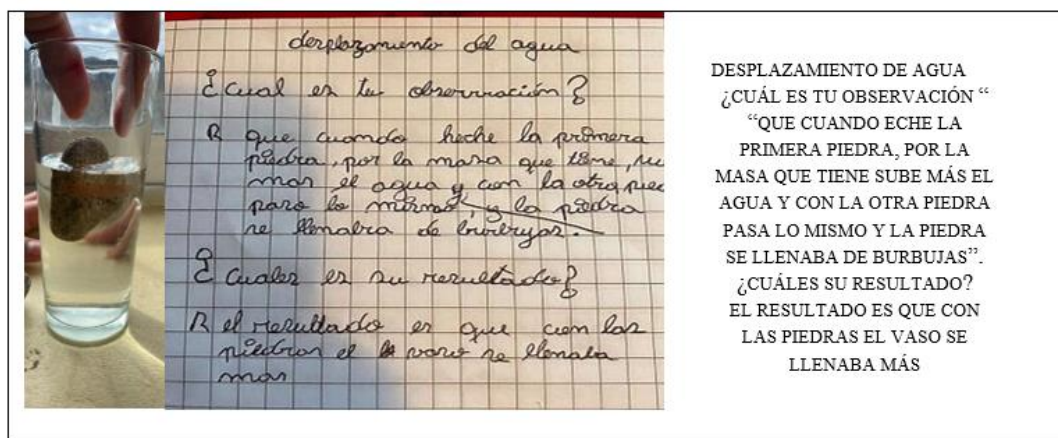 desplazamiento del agua
¿Cual es tu observación?
R que cuando heche la primera
piedra, por la masa que tiene, su
mas el agua y con la otra, pied
paso lo mismo, y la piedra
se llenaba de burbujas.
¿Cuales es su resultado?
R el resultado es que con las
piedras el vaso se llenaba
mas
DESPLAZAMIENTO DE AGUA
¿CUÁL ES TU OBSERVACIÓN “
“QUE CUANDO ECHE LA
PRIMERA PIEDRA, POR LA
MASA QUE TIENE SUBE MÁS EL
AGUA Y CON LA OTRA PIEDRA
PASA LO MISMO Y LA PIEDRA
SE LLENABA DE BURBUJAS”.
¿CUÁLES SU RESULTADO?
EL RESULTADO ES QUE CON
LAS PIEDRAS EL VASO SE
LLENABA MÁS